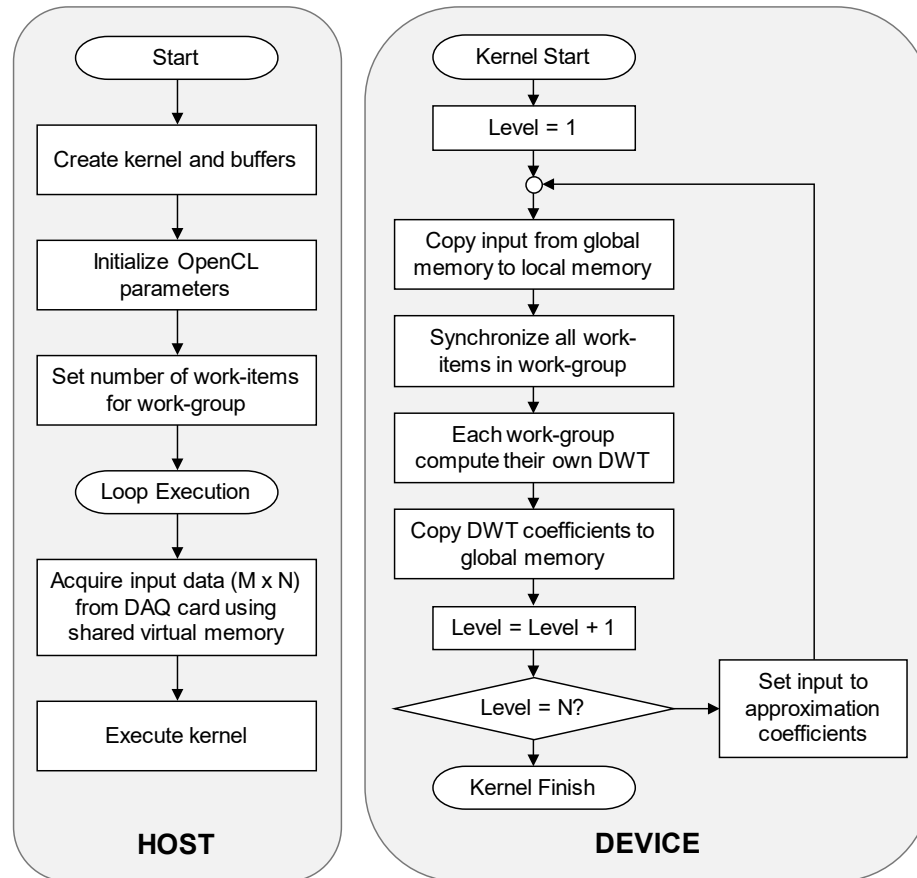 Start
Create kernel and buffers
Initialize OpenCL
parameters
Set number of work-items
for work-group
Loop Execution
Acquire input data (M x N)
from DAQ card using
shared virtual memory
Execute kernel
HOST
Kernel Start
Level = 1
Copy input from global
memory to local memory
Synchronize all work-
items in work-group
Each work-group
compute their own DWT
Copy DWT coefficients to
global memory
Level = Level + 1
Level = N?
Set input to
approximation
coefficients
Kernel Finish
DEVICE